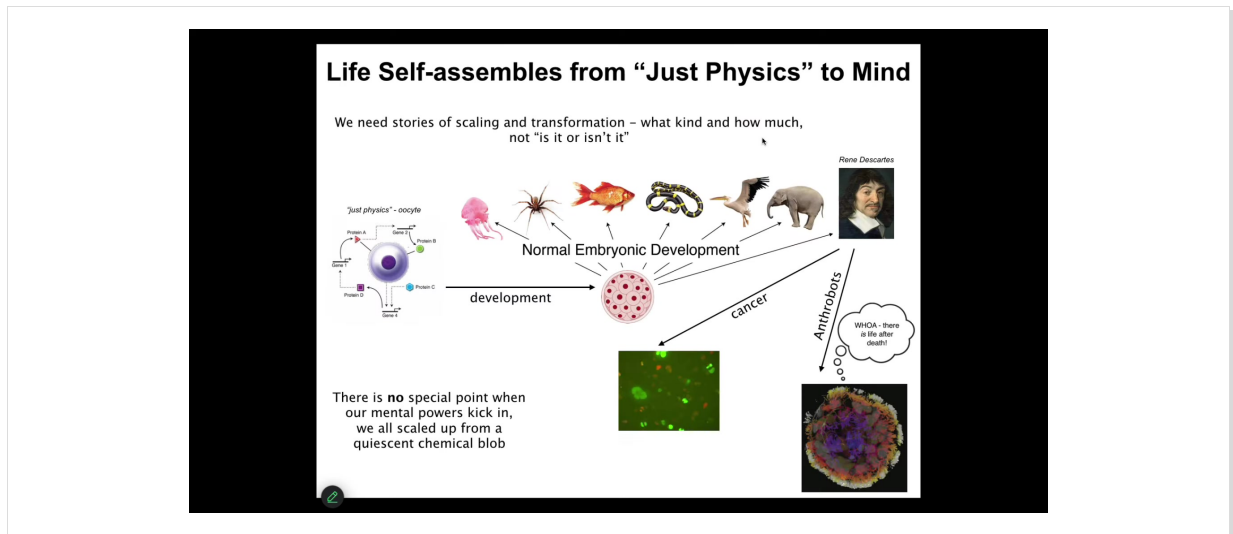 Life Self-assembles from “Just Physics” to Mind
We need stories of scaling and transformation – what kind and how much,
not “is it or isn’t it”
Rene Descartes
"just physics" - oocyte
Protein A
Gene 2
Protein B
Gene 1
Protein D
Protein C
Gene 4
Normal Embryonic Development
development
cancer
Anthrobots
WHOA - there
is life after
death!
There is no special point when
our mental powers kick in,
we all scaled up from a
quiescent chemical blob